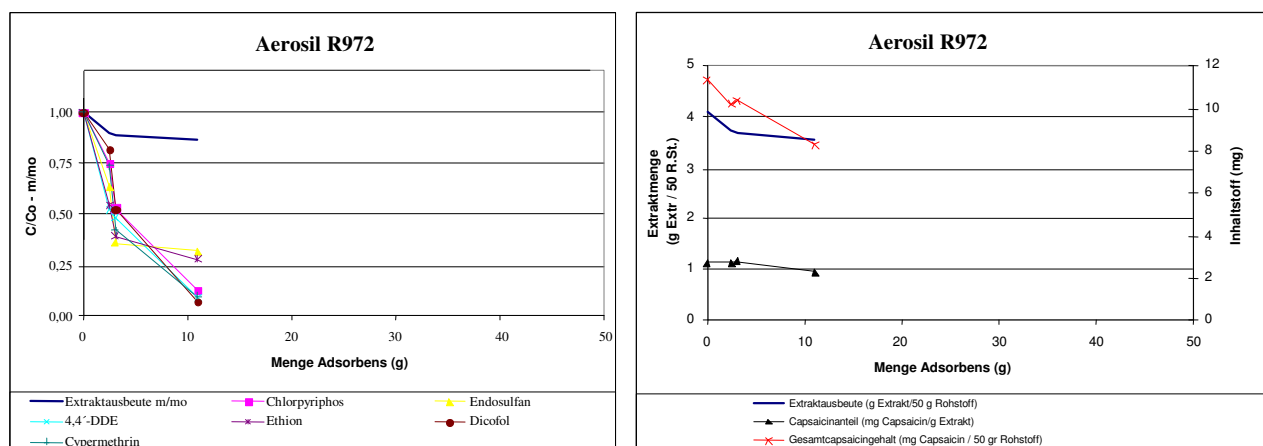 Aerosil R972
C/Co - m/mo
1,00
0,75
0,50
0,25
0,00
0 10 20 30 40 50
Menge Adsorbens (g)
Extraktausbeute m/mo Chlorpyriphos Endosulfan
4,4´-DDE Ethion Dicofol
Cypermethrin
Aerosil R972
Extraktmenge
(g Extr / 50 R.St.)
5
4
3
2
1
0
12
10
8
6
4
2
0
Inhaltstoff (mg)
0 10 20 30 40 50
Menge Adsorbens (g)
Extraktausbeute (g Extrakt/50 g Rohstoff)
Capsaicinanteil (mg Capsaicin/g Extrakt)
Gesamtcapsaicingehalt (mg Capsaicin / 50 gr Rohstoff)